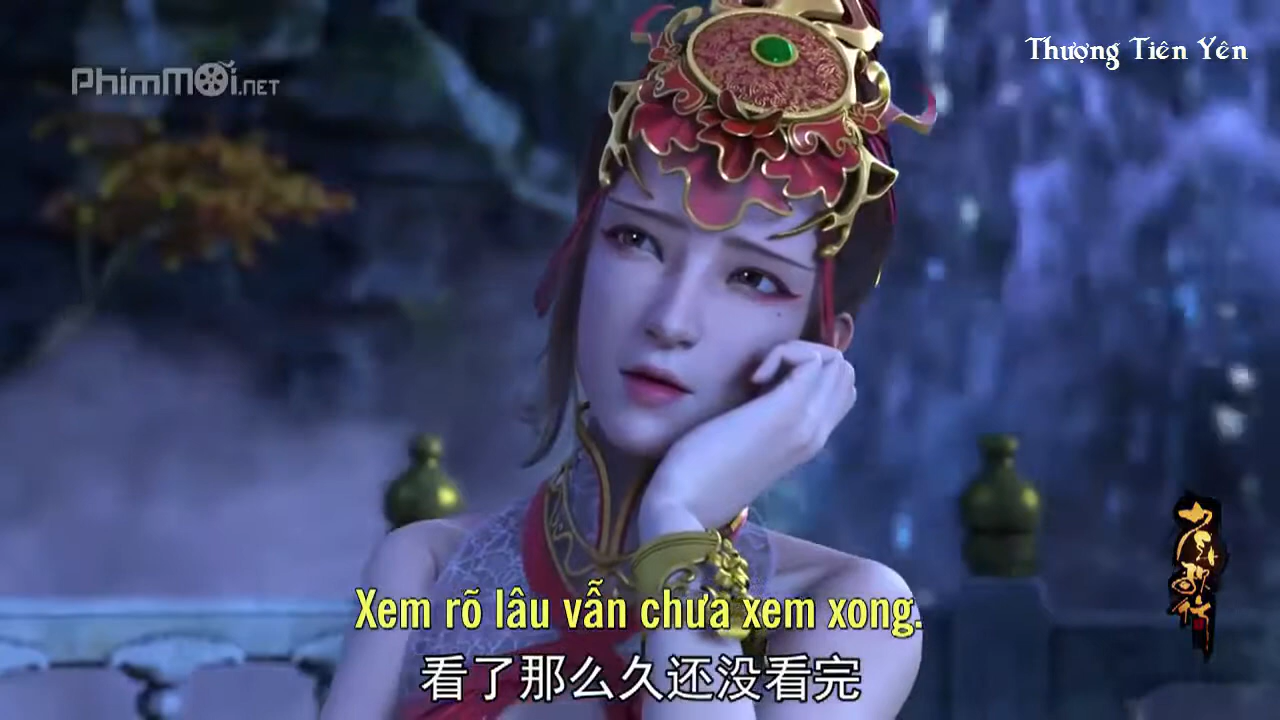 Thượng Tiên Yên
PhimMỡi.NET
Xem rõ lâu vẫn chưa xem xong.
看了那么久还没看完